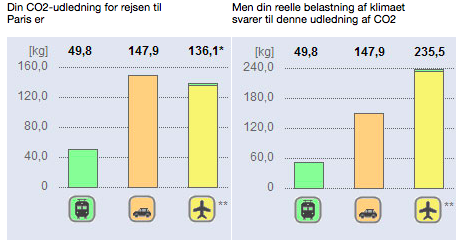 Din CO2-udledning for rejsen til
Paris er
[kg] 49,8 147,9 136,1*
160,0
120,0
80,0
40,0
0
**
Men din reelle belastning af klimaet
svarer til denne udledning af CO2
[kg] 49,8 147,9 235,5
240,0
180,0
120,0
60,0
0
**